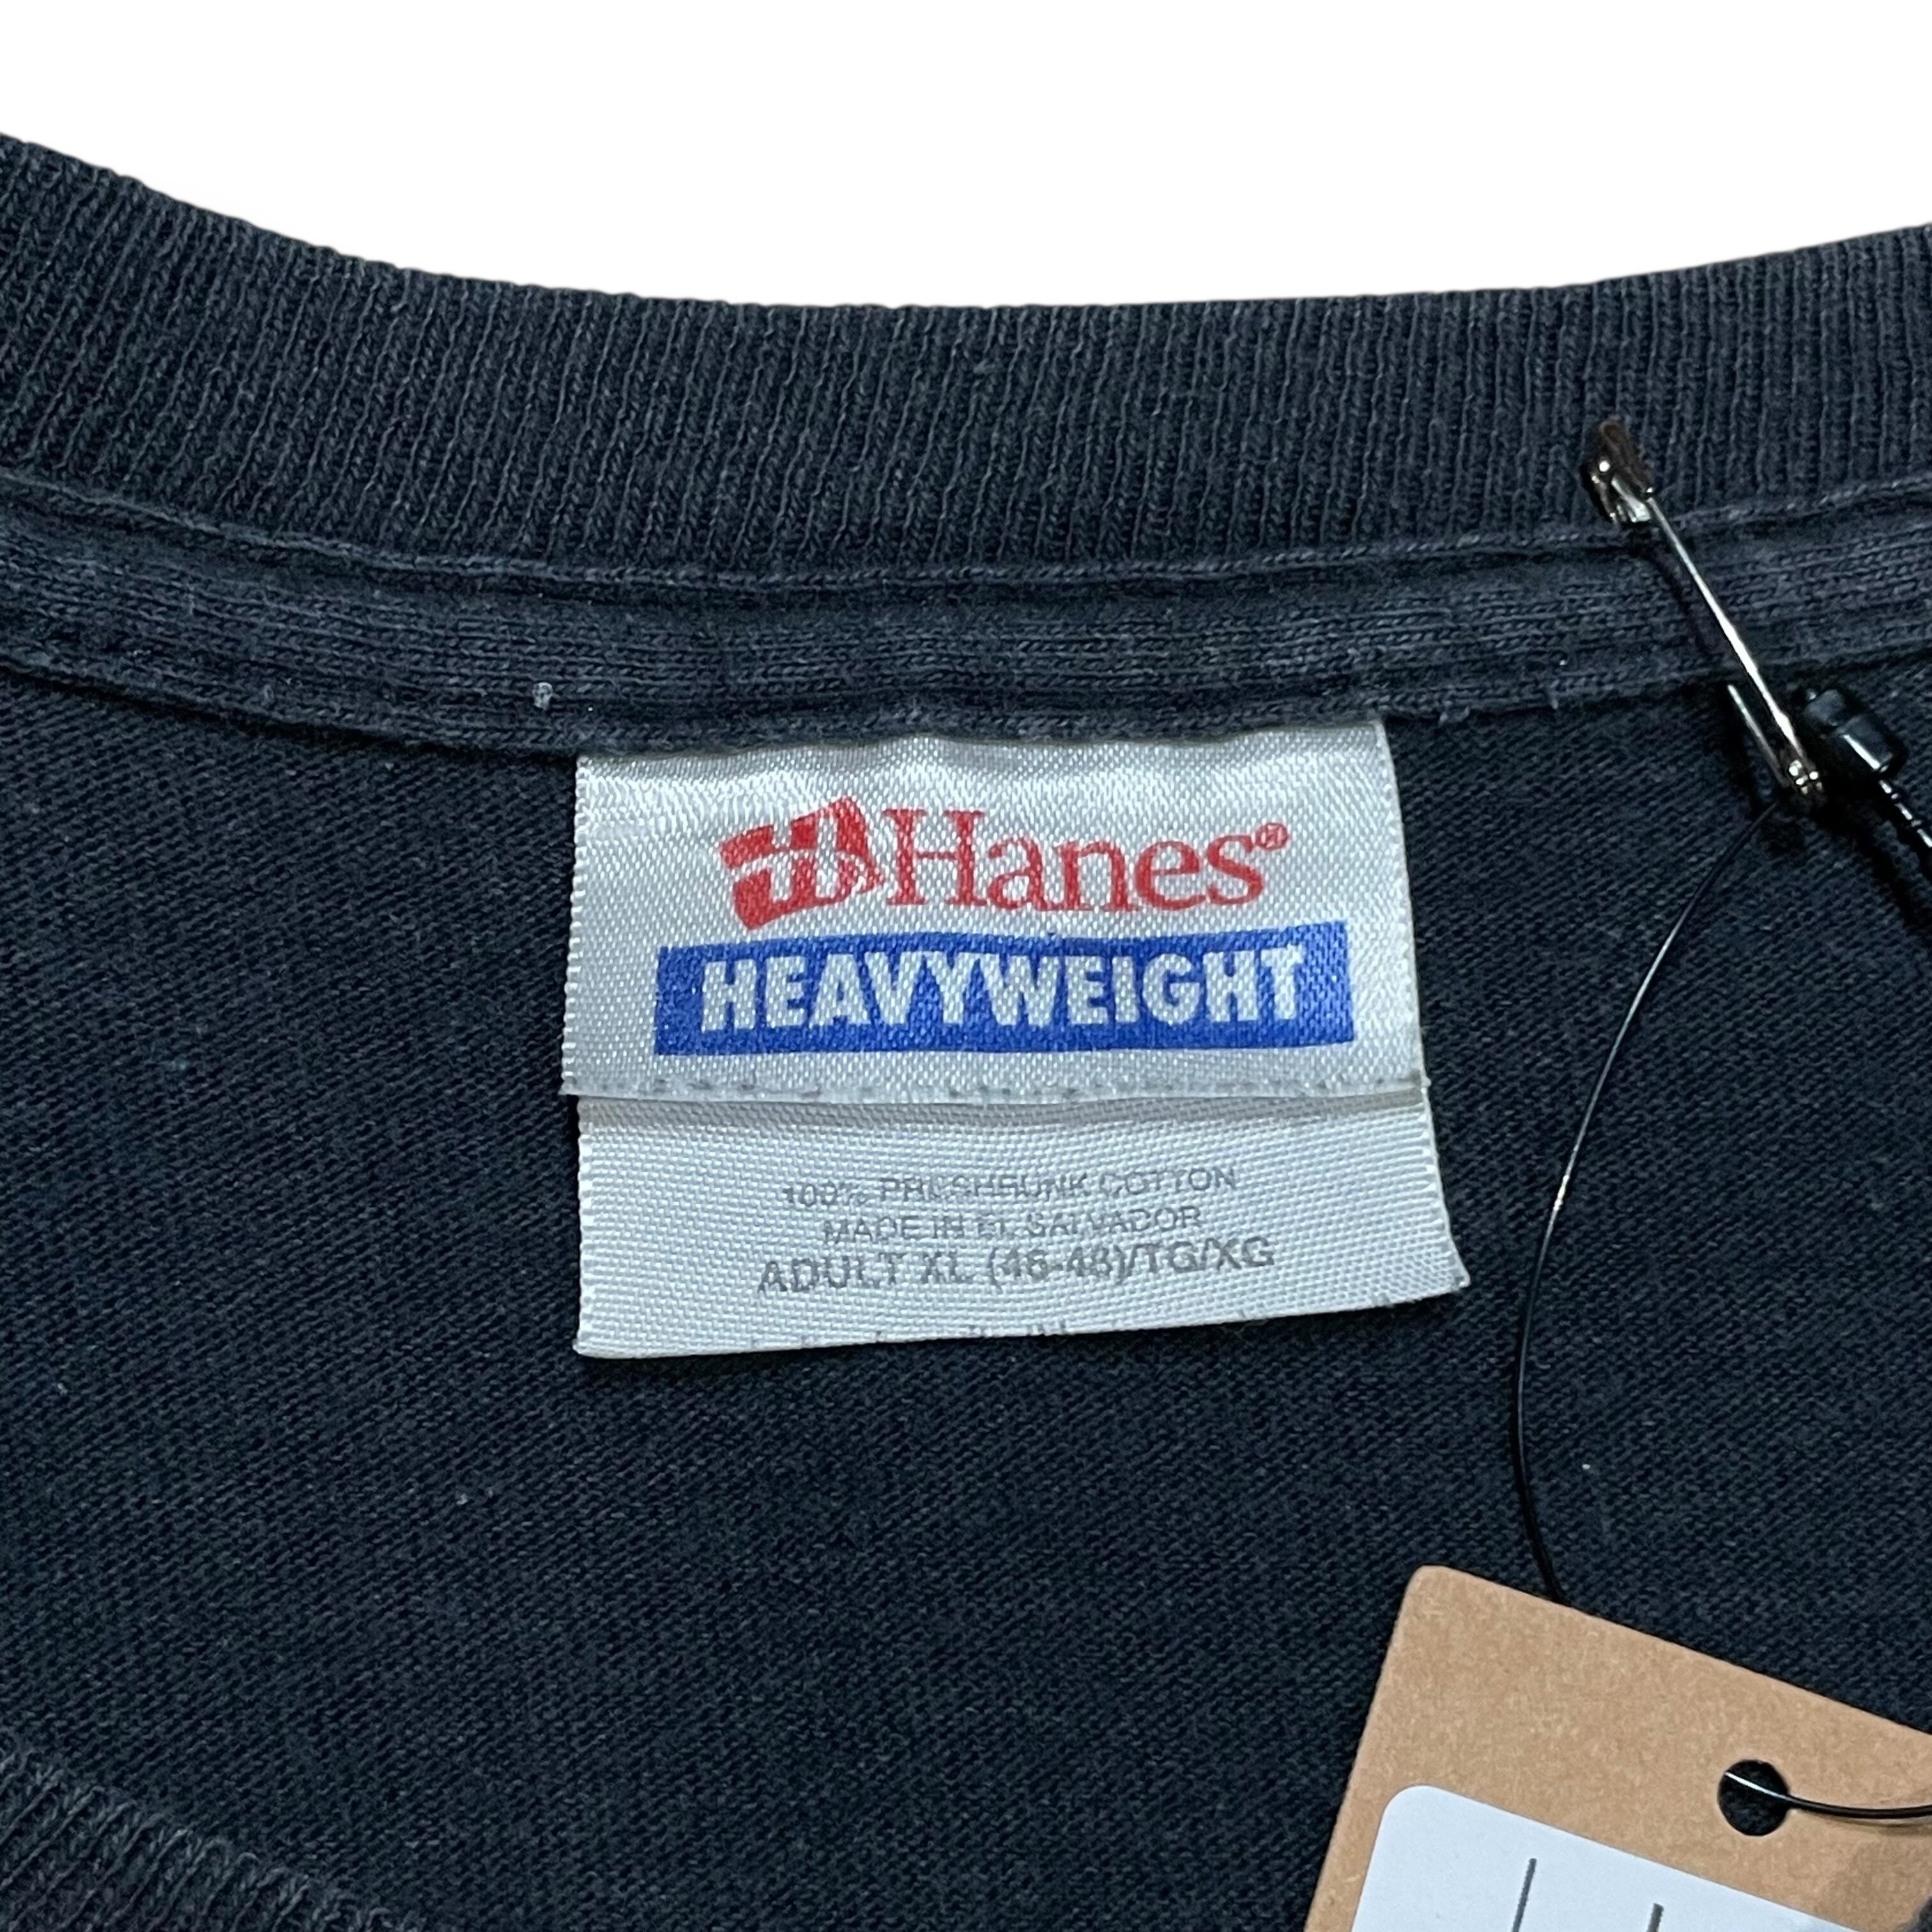 Hanes®
HEAVYWEIGHT
100% PRESHRUNK COTTON
MADE IN EL SALVADOR
ADULT XL (46-48)/TG/XG